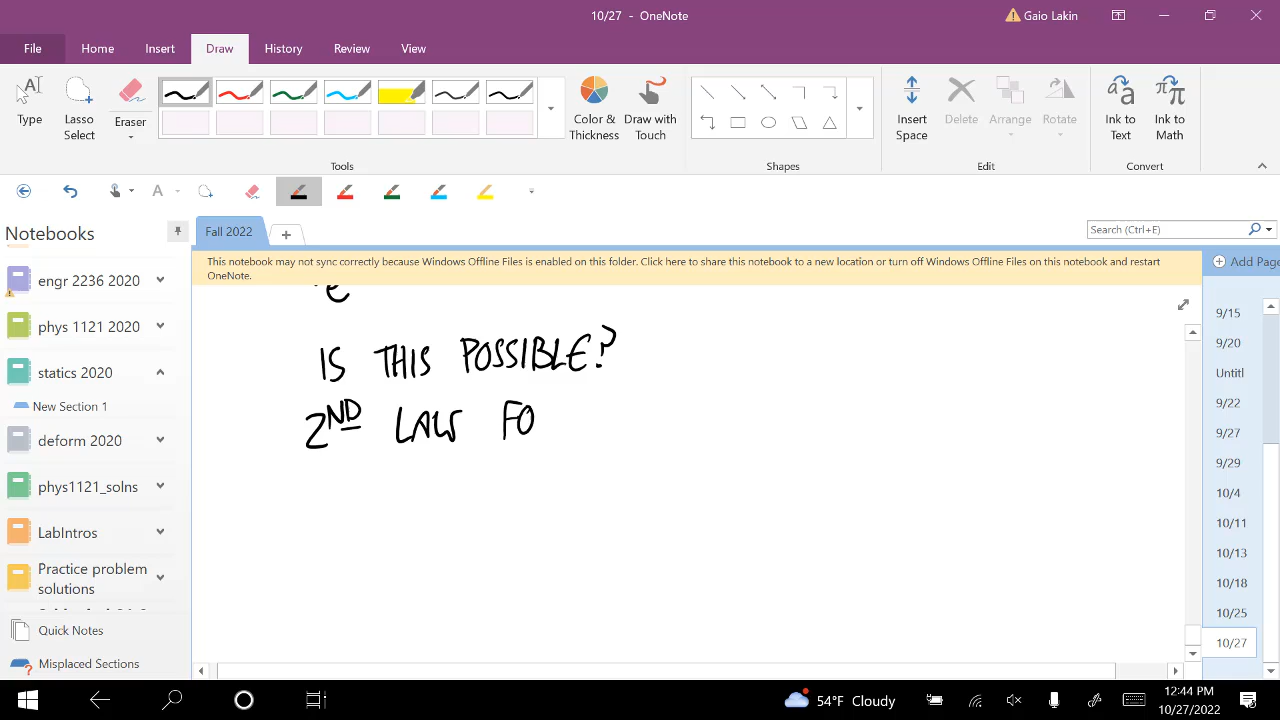 10/27 - OneNote
Gaio Lakin
File Home Insert Draw History Review View
Type
Lasso Select
Eraser
Color & Thickness
Draw with Touch
Insert Space
Delete
Arrange
Rotate
Ink to Text
Ink to Math
Tools
Shapes
Edit
Convert
Notebooks
Fall 2022
Search (Ctrl+E)
This notebook may not sync correctly because Windows Offline Files is enabled on this folder. Click here to share this notebook to a new location or turn off Windows Offline Files on this notebook and restart
OneNote.
Add Page
engr 2236 2020
phys 1121 2020
statics 2020
New Section 1
deform 2020
phys1121_solns
LabIntros
Practice problem
solutions
Quick Notes
Misplaced Sections
IS THIS POSSIBLE?
2ND LAW FO
9/15
9/20
Untitl
9/22
9/27
9/29
10/4
10/11
10/13
10/18
10/25
10/27
54°F Cloudy
12:44 PM
10/27/2022